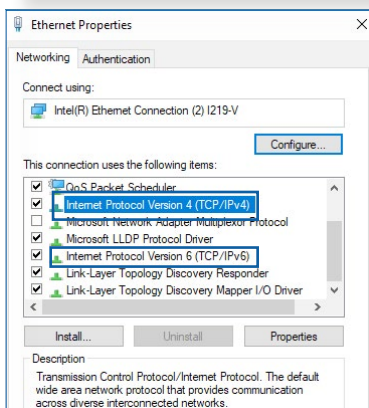 Ethernet Properties
Networking Authentication
Connect using:
Intel(R) Ethernet Connection (2) I219-V
Configure...
This connection uses the following items:
QoS Packet Scheduler
Internet Protocol Version 4 (TCP/IPv4)
Microsoft Network Adapter Multiplexor Protocol
Microsoft LLDP Protocol Driver
Internet Protocol Version 6 (TCP/IPv6)
Link-Layer Topology Discovery Responder
Link-Layer Topology Discovery Mapper I/O Driver
Install... Uninstall Properties
Description
Transmission Control Protocol/Internet Protocol. The default
wide area network protocol that provides communication
across diverse interconnected networks.